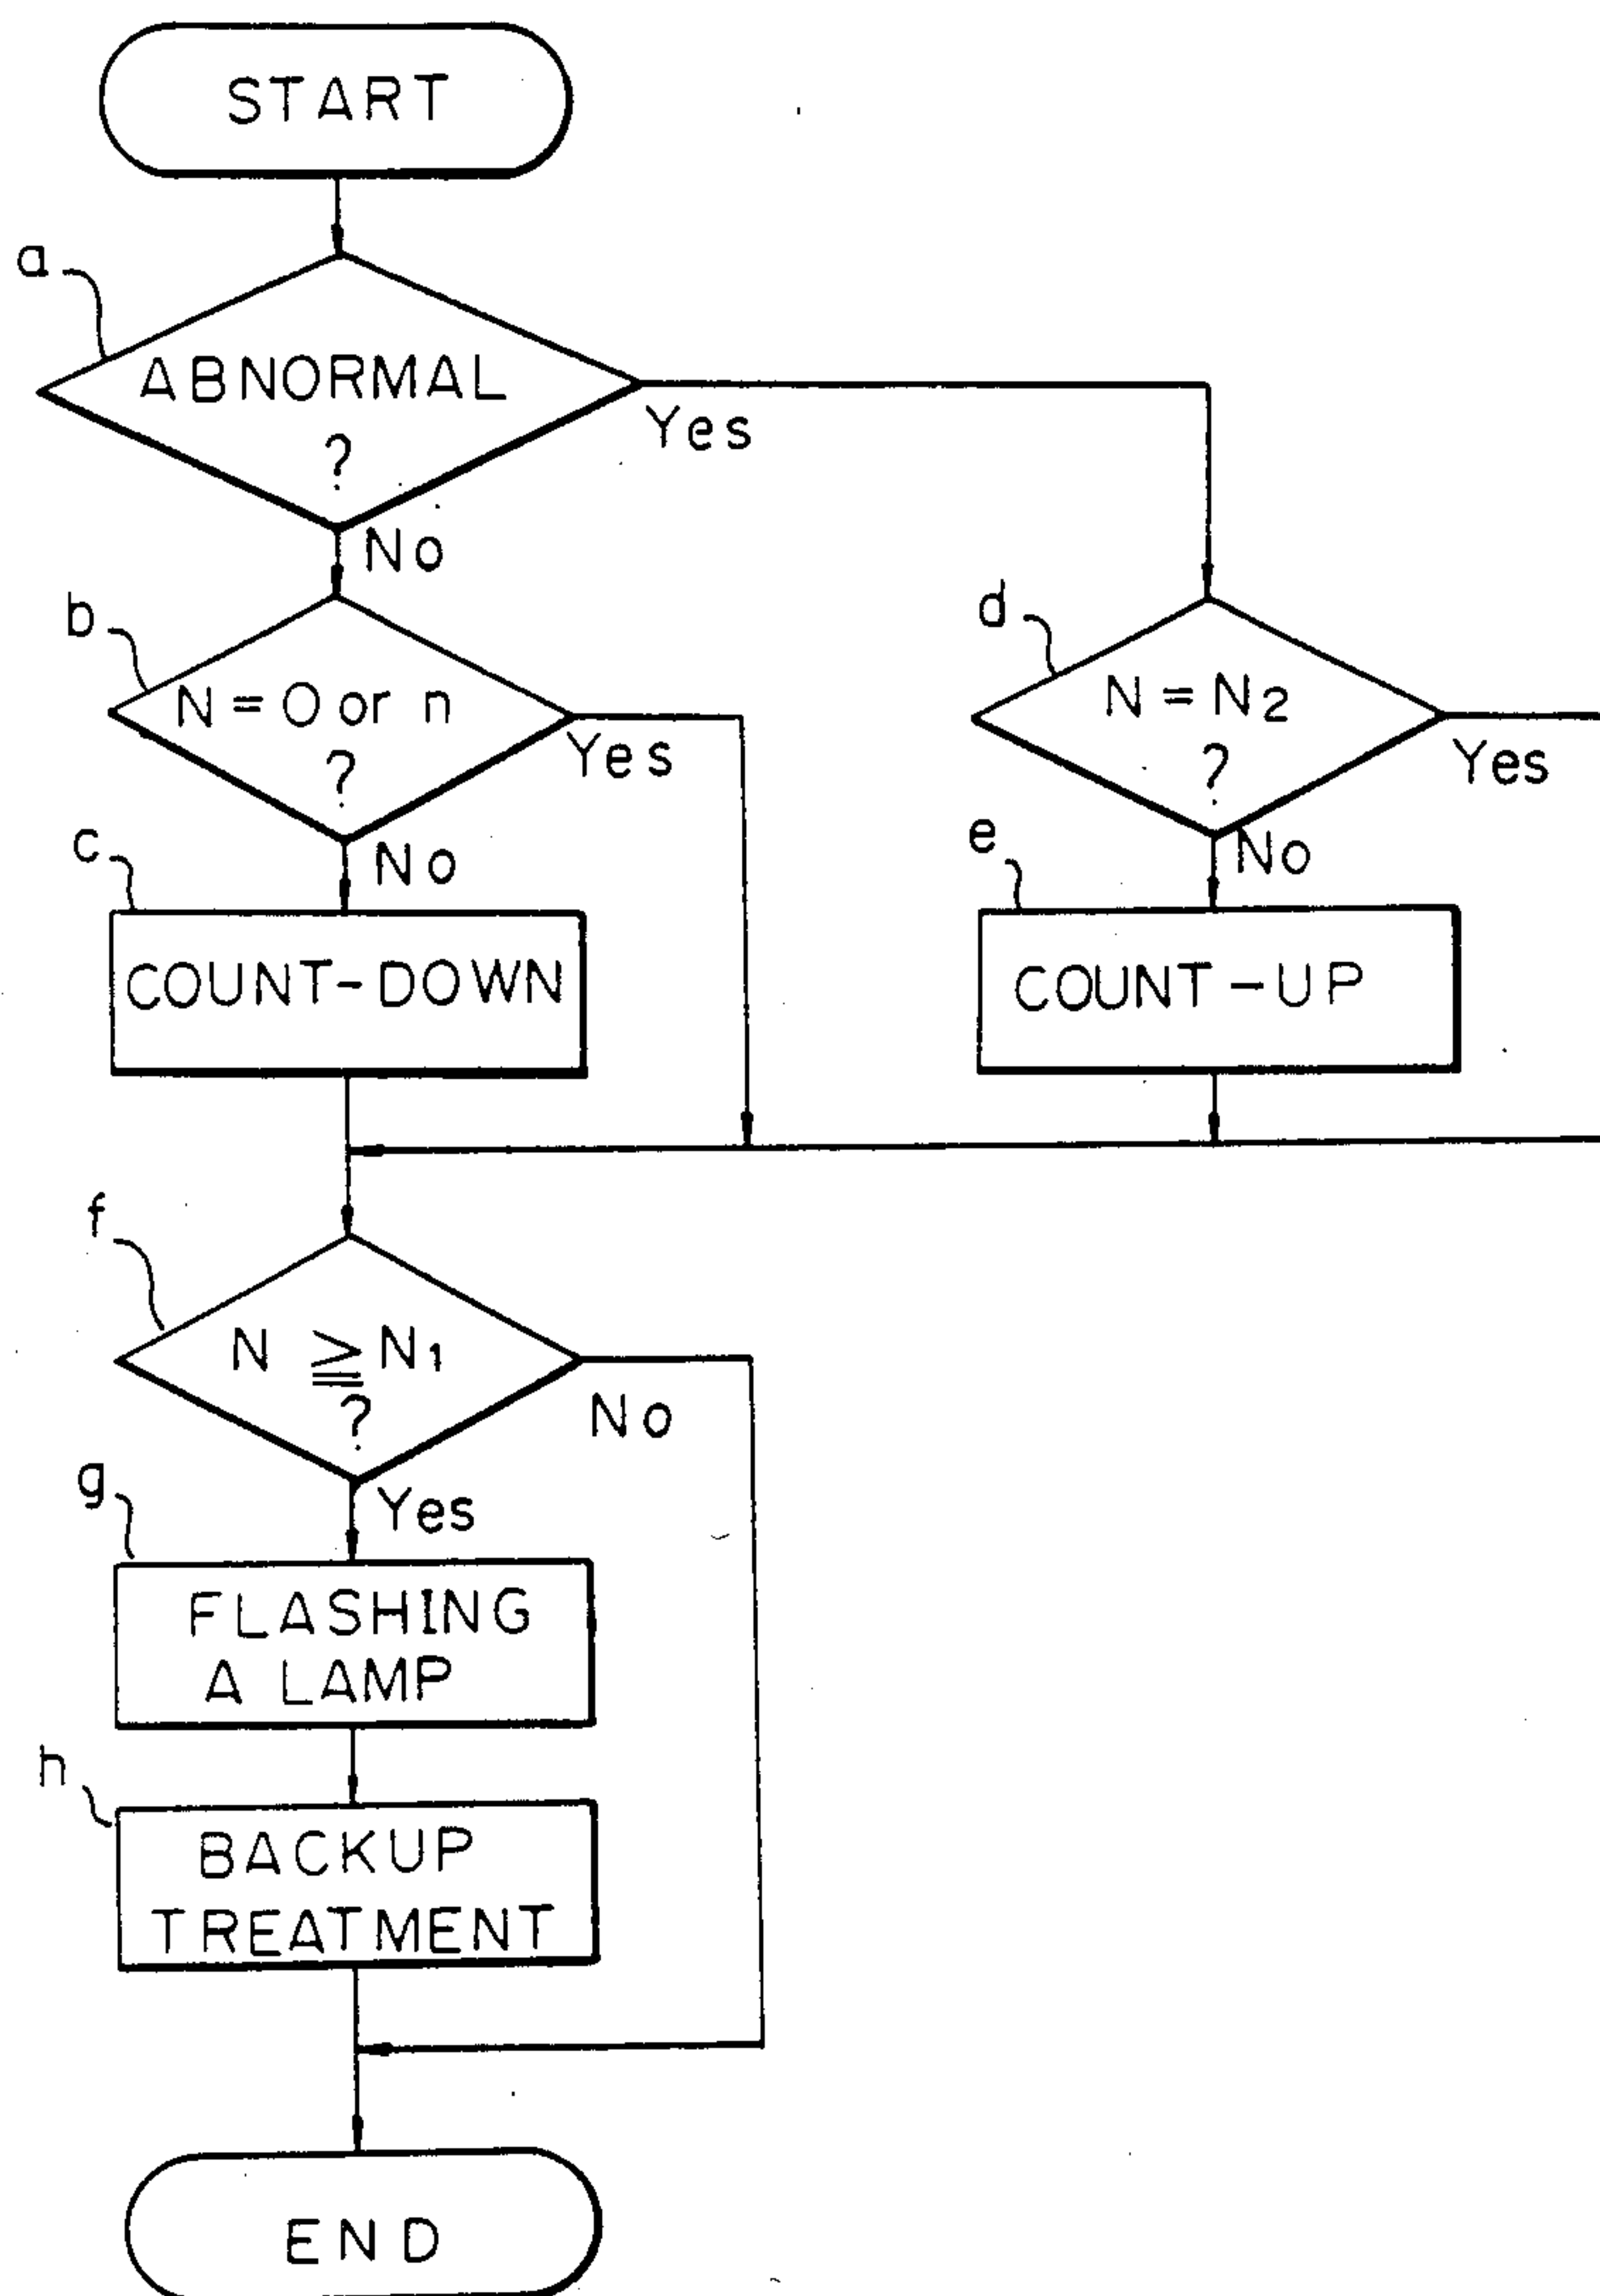 START
a
ABNORMAL
?
Yes
No
b
N = 0 or n
?
Yes
No
d
N = N2
?
Yes
No
c
COUNT-DOWN
e
COUNT-UP
f
N ≧ N1
?
No
Yes
g
FLASHING
A LAMP
h
BACKUP
TREATMENT
END